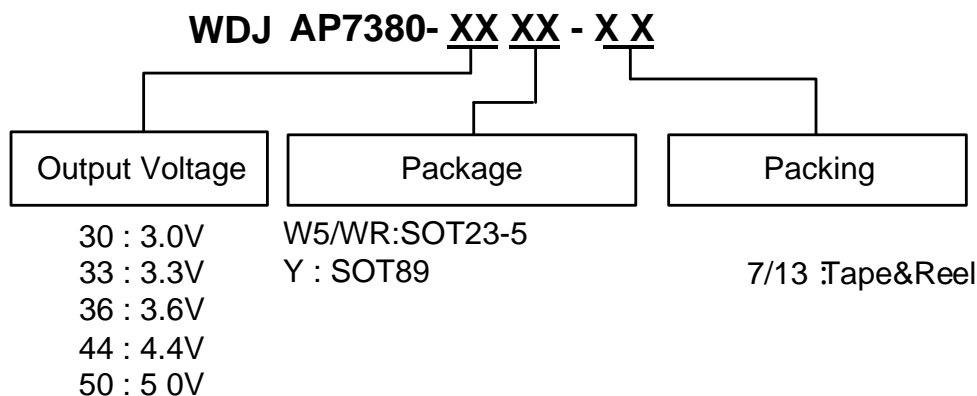 WDJ AP7380- XX XX - X X
Output Voltage Package Packing
30 : 3.0V W5/WR:SOT23-5
33 : 3.3V Y : SOT89 7/13 :Tape&Reel
36 : 3.6V
44 : 4.4V
50 : 5 0V